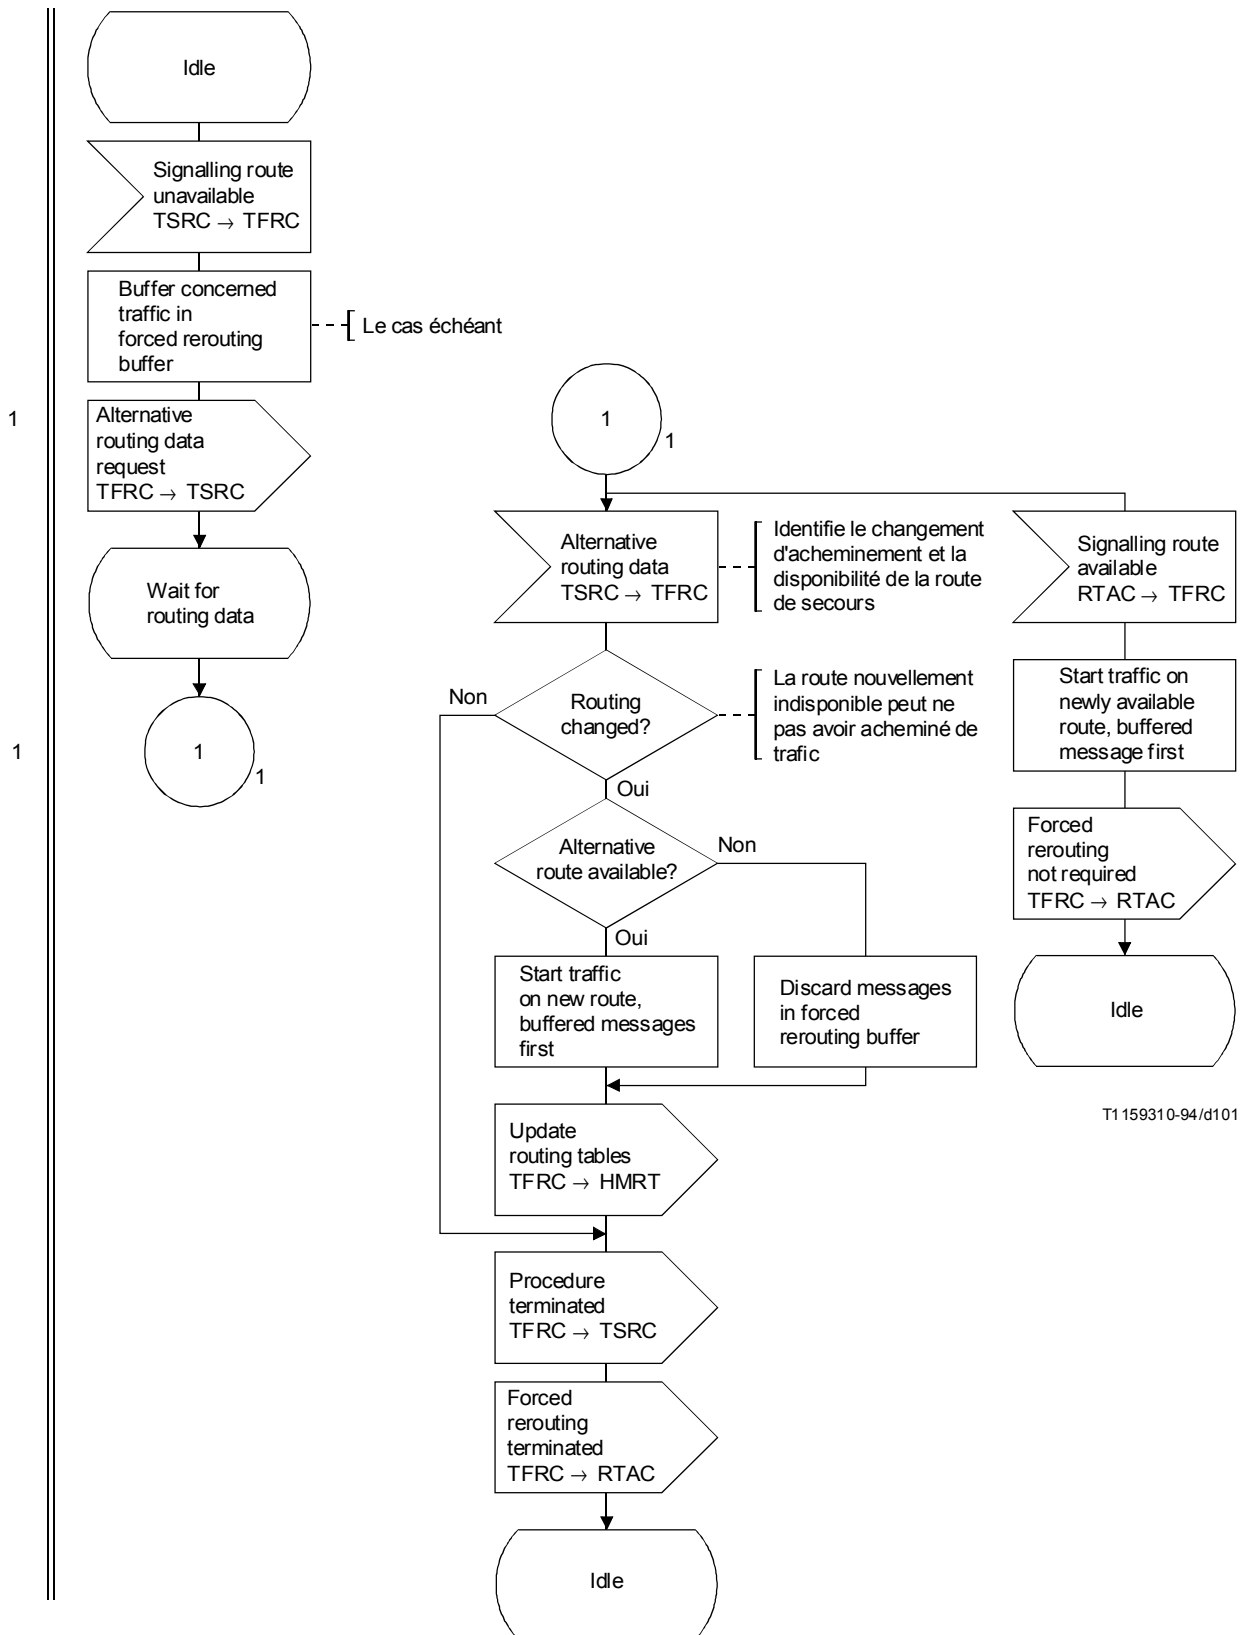 Idle
Signalling route
unavailable
TSRC → TFRC
Buffer concerned
traffic in
forced rerouting
buffer
Le cas échéant
1
Alternative
routing data
request
TFRC → TSRC
Wait for
routing data
1
1
1
1
1
Alternative
routing data
TSRC → TFRC
Identifie le changement
d'acheminement et la
disponibilité de la route
de secours
Signalling route
available
RTAC → TFRC
Non
Routing
changed?
La route nouvellement
indisponible peut ne
pas avoir acheminé de
trafic
Start traffic on
newly available
route, buffered
message first
Oui
Alternative
route available?
Non
Forced
rerouting
not required
TFRC → RTAC
Oui
Start traffic
on new route,
buffered messages
first
Discard messages
in forced
rerouting buffer
Idle
T1159310-94/d101
Update
routing tables
TFRC → HMRT
Procedure
terminated
TFRC → TSRC
Forced
rerouting
terminated
TFRC → RTAC
Idle